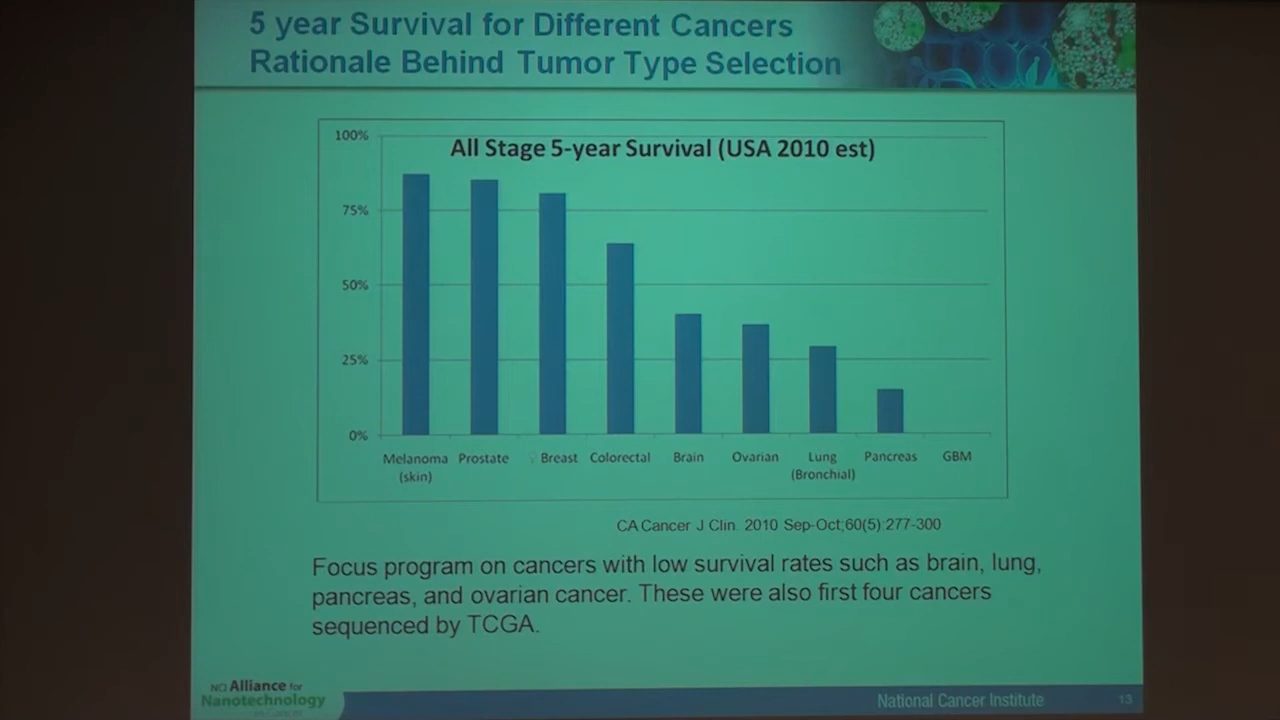 5 year Survival for Different Cancers
Rationale Behind Tumor Type Selection
All Stage 5-year Survival (USA 2010 est)
100%
75%
50%
25%
0%
Melanoma (skin)
Prostate
Breast
Colorectal
Brain
Ovarian
Lung (Bronchial)
Pancreas
GBM
CA Cancer J Clin. 2010 Sep-Oct;60(5):277-300
Focus program on cancers with low survival rates such as brain, lung,
pancreas, and ovarian cancer. These were also first four cancers
sequenced by TCGA.
NCI Alliance for
Nanotechnology
in Cancer
National Cancer Institute
13